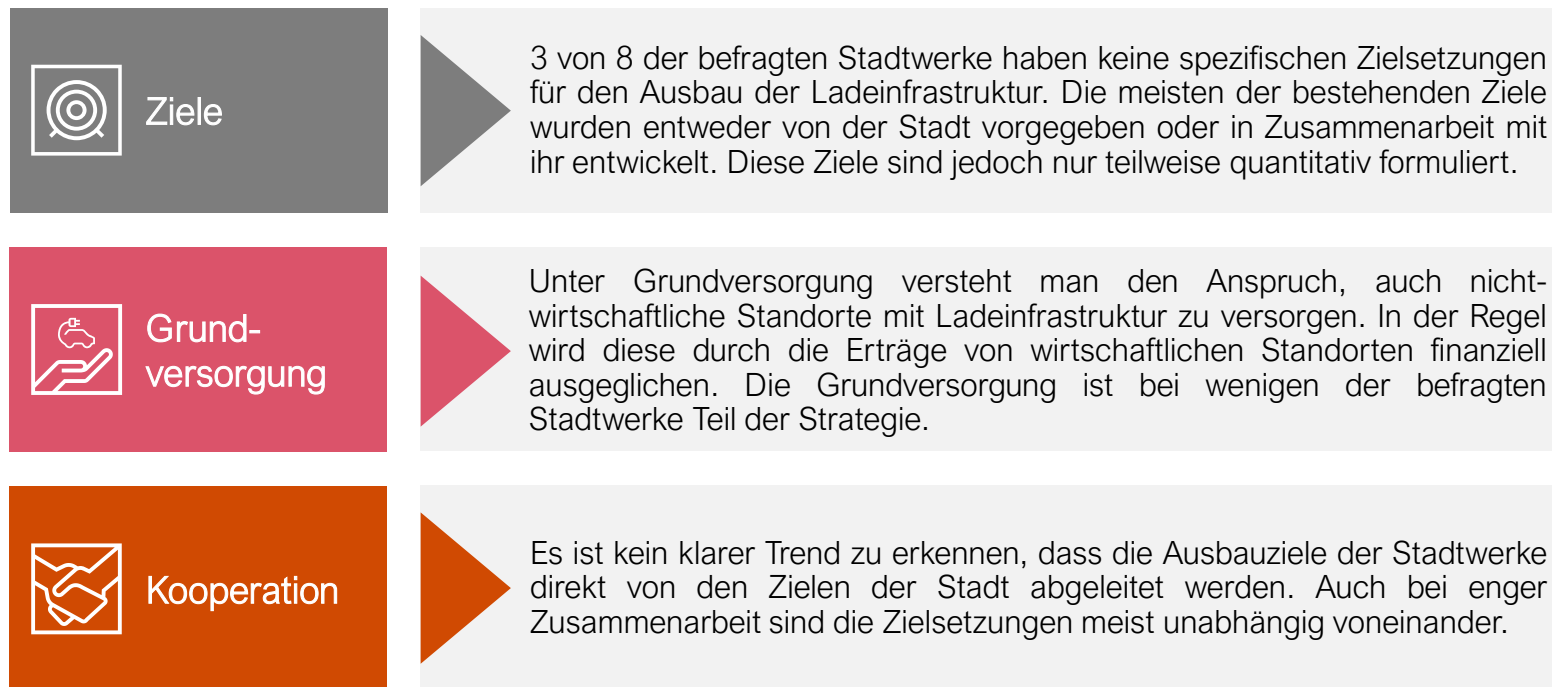 Ziele
3 von 8 der befragten Stadtwerke haben keine spezifischen Zielsetzungen
für den Ausbau der Ladeinfrastruktur. Die meisten der bestehenden Ziele
wurden entweder von der Stadt vorgegeben oder in Zusammenarbeit mit
ihr entwickelt. Diese Ziele sind jedoch nur teilweise quantitativ formuliert.
Grund-
versorgung
Unter Grundversorgung versteht man den Anspruch, auch nicht-
wirtschaftliche Standorte mit Ladeinfrastruktur zu versorgen. In der Regel
wird diese durch die Erträge von wirtschaftlichen Standorten finanziell
ausgeglichen. Die Grundversorgung ist bei wenigen der befragten
Stadtwerke Teil der Strategie.
Kooperation
Es ist kein klarer Trend zu erkennen, dass die Ausbauziele der Stadtwerke
direkt von den Zielen der Stadt abgeleitet werden. Auch bei enger
Zusammenarbeit sind die Zielsetzungen meist unabhängig voneinander.